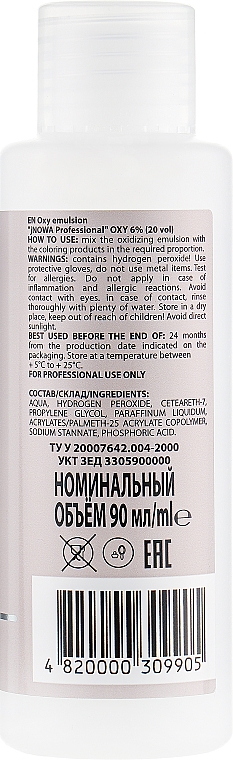 EN Oxy emulsion
"JNOWA Professional" OXY 6% (20 vol)
HOW TO USE: mix the oxidizing emulsion with
the coloring products in the required proportion.
WARNINGS: contains hydrogen peroxide! Use
protective gloves, do not use metal items. Test
for allergies. Do not apply in case of
inflammation and allergic reactions. Avoid
contact with eyes. in case of contact, rinse
thoroughly with plenty of water. Store in a dry
place, keep out of reach of children! Avoid direct
sunlight.
BEST USED BEFORE THE END OF: 24 months
from the production date indicated on the
packaging. Store at a temperature between
+ 5°C to + 25°C.
FOR PROFESSIONAL USE ONLY
СОСТАВ/СКЛАД/INGREDIENTS:
AQUA, HYDROGEN PEROXIDE, CETEARETH-7,
PROPYLENE GLYCOL, PARAFFINUM LIQUIDUM,
ACRYLATES/PALMETH-25 ACRYLATE COPOLYMER,
SODIUM STANNATE, PHOSPHORIC ACID.
ТУ У 20007642.004-2000
УКТ ЗЕД 3305900000
НОМИНАЛЬНЫЙ
ОБЪЁМ 90 мл/ml℮
EAC
4 820000 309905